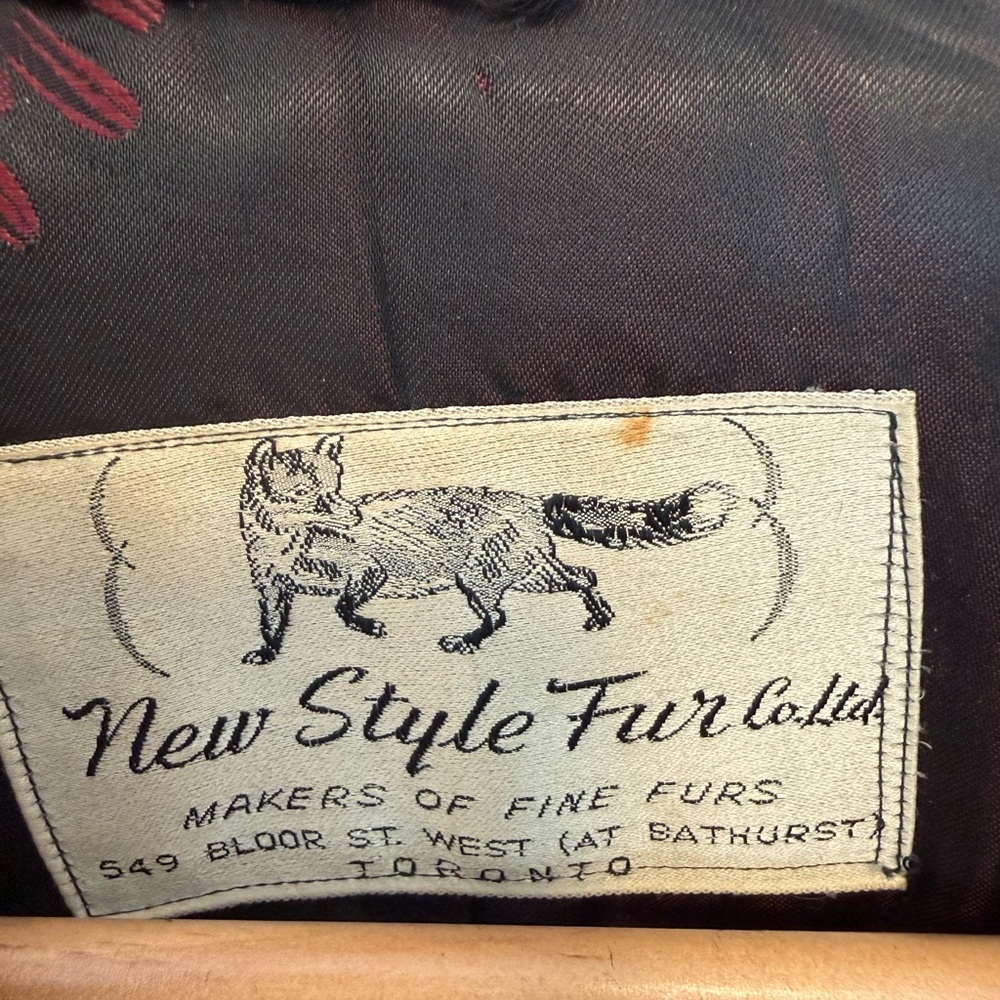 New Style Fur Co. Ltd.
MAKERS OF FINE FURS
549 BLOOR ST. WEST (AT BATHURST)
TORONTO